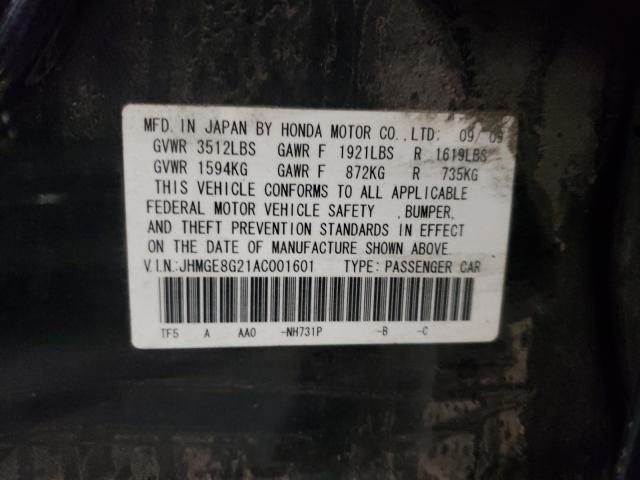 MFD. IN JAPAN BY HONDA MOTOR CO.,LTD: 09/09
GVWR 3512LBS GAWR F 1921LBS R 1619LBS
GVWR 1594KG GAWR F 872KG R 735KG
THIS VEHICLE CONFORMS TO ALL APPLICABLE
FEDERAL MOTOR VEHICLE SAFETY ,BUMPER,
AND THEFT PREVENTION STANDARDS IN EFFECT
ON THE DATE OF MANUFACTURE SHOWN ABOVE.
V.I.N:JHMGE8G21AC001601 TYPE: PASSENGER CAR
TF5 A AAO -NH731P -B -C